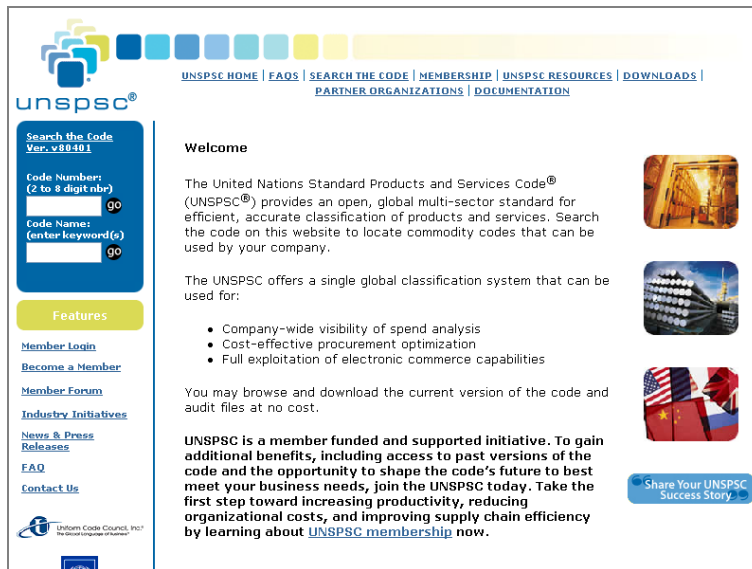 unspsc®
UNSPSC HOME | FAQS | SEARCH THE CODE | MEMBERSHIP | UNSPSC RESOURCES | DOWNLOADS |
PARTNER ORGANIZATIONS | DOCUMENTATION
Search the Code
Ver. v80401
Code Number:
(2 to 8 digit nbr)
go
Code Name:
(enter keyword(s)
go
Features
Member Login
Become a Member
Member Forum
Industry Initiatives
News & Press
Releases
FAQ
Contact Us
Uniform Code Council, Inc.®
The Global Language of Business®
Welcome
The United Nations Standard Products and Services Code®
(UNSPSC®) provides an open, global multi-sector standard for
efficient, accurate classification of products and services. Search
the code on this website to locate commodity codes that can be
used by your company.
The UNSPSC offers a single global classification system that can be
used for:
• Company-wide visibility of spend analysis
• Cost-effective procurement optimization
• Full exploitation of electronic commerce capabilities
You may browse and download the current version of the code and
audit files at no cost.
UNSPSC is a member funded and supported initiative. To gain
additional benefits, including access to past versions of the
code and the opportunity to shape the code's future to best
meet your business needs, join the UNSPSC today. Take the
first step toward increasing productivity, reducing
organizational costs, and improving supply chain efficiency
by learning about UNSPSC membership now.
Share Your UNSPSC
Success Story